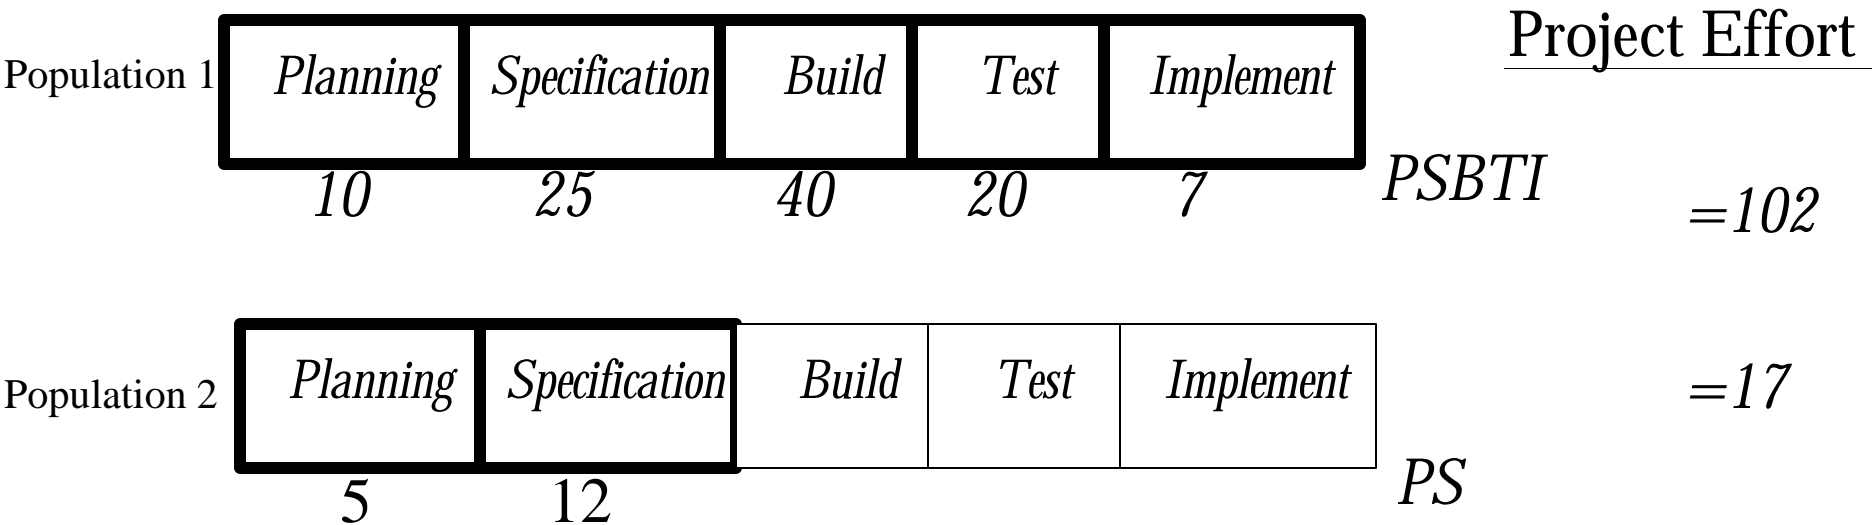 Project Effort
Population 1 Planning Specification Build Test Implement
PSBTI
10 25 40 20 7
=102
Population 2 Planning Specification Build Test Implement
=17
PS
5 12